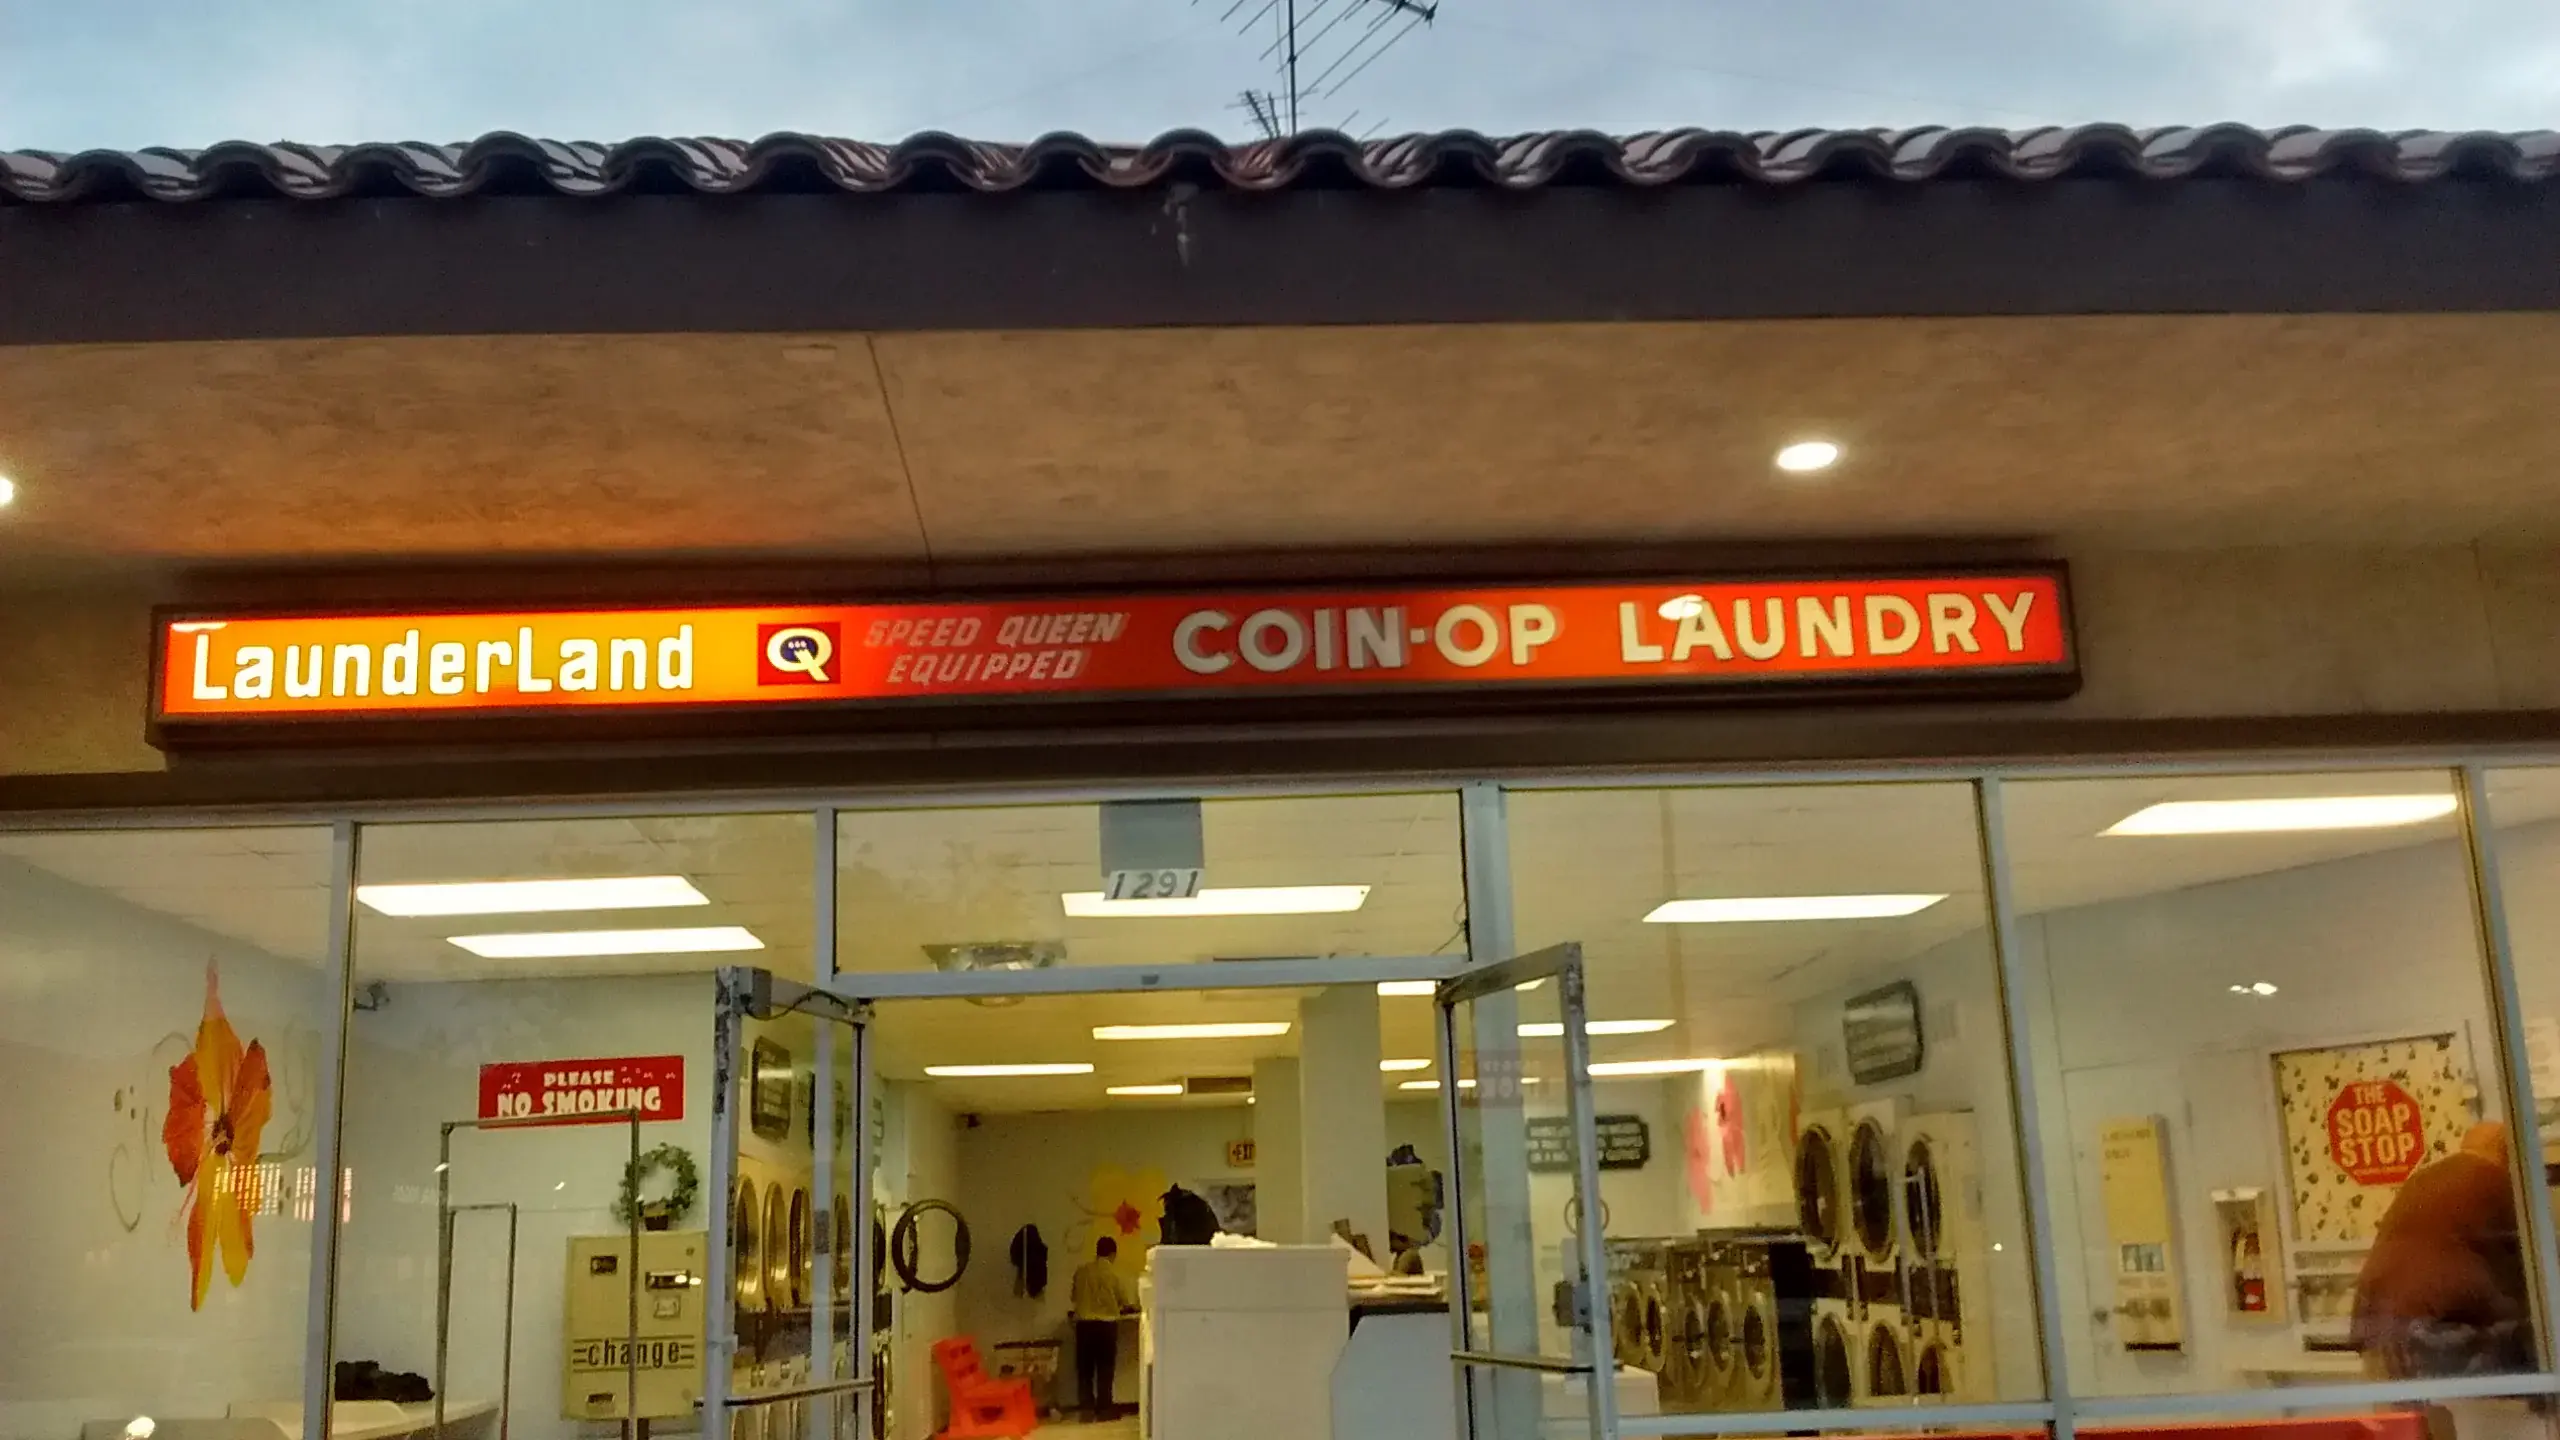 LaunderLand
Q
SPEED QUEEN
EQUIPPED
COIN-OP LAUNDRY
1291
PLEASE
NO SMOKING
change
THE
SOAP
STOP